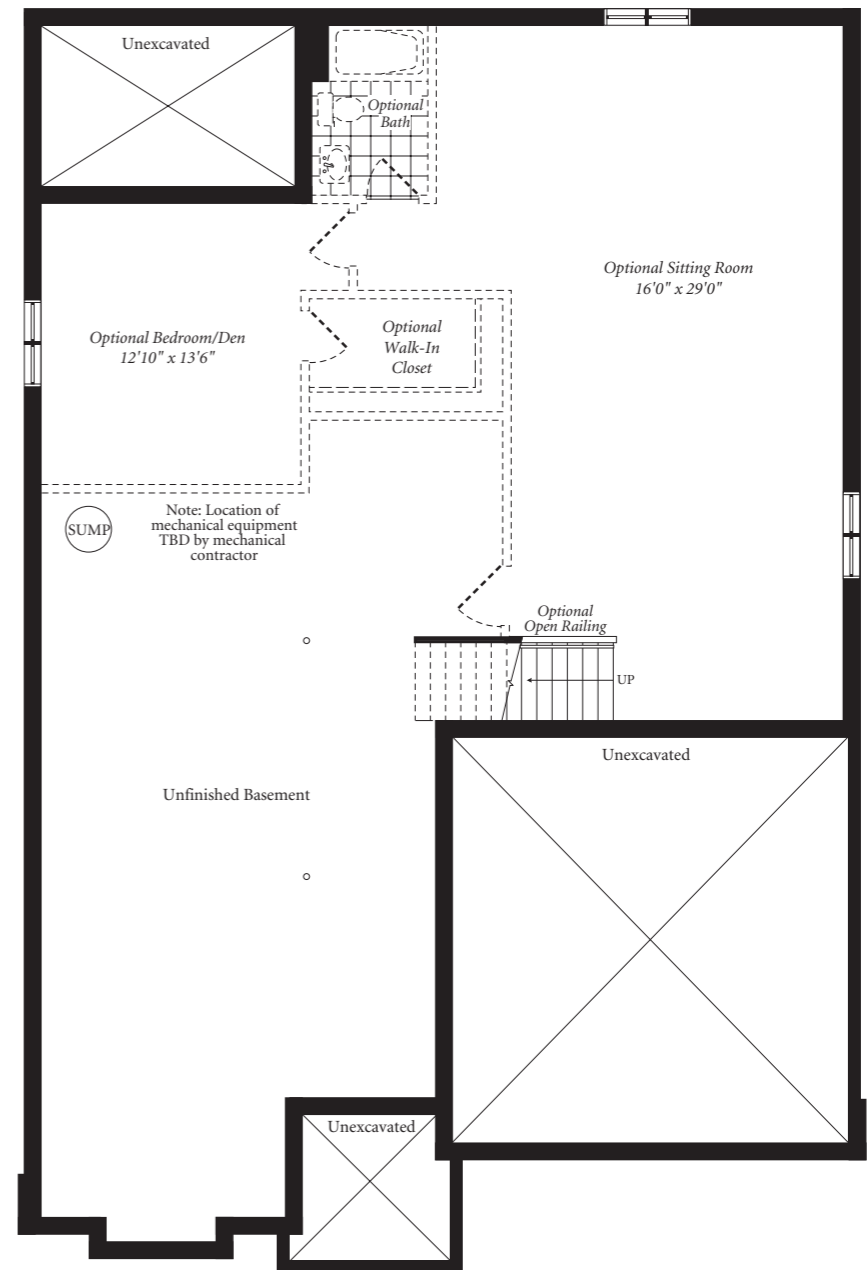 Unexcavated
Optional
Bath
Optional Sitting Room
16'0" x 29'0"
Optional Bedroom/Den
12'10" x 13'6"
Optional
Walk-In
Closet
SUMP
Note: Location of
mechanical equipment
TBD by mechanical
contractor
Optional
Open Railing
UP
Unexcavated
Unfinished Basement
Unexcavated